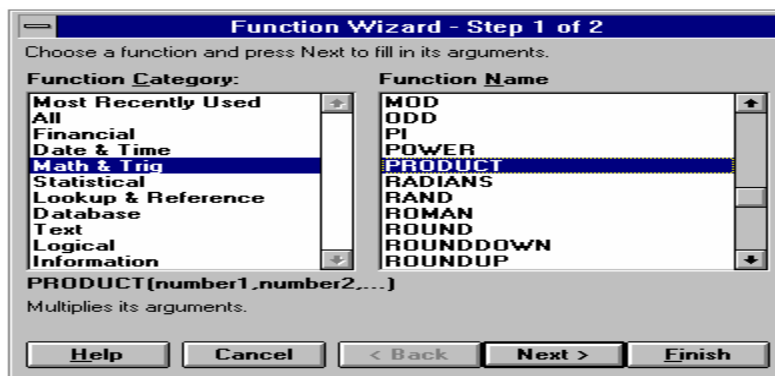 Function Wizard - Step 1 of 2
Choose a function and press Next to fill in its arguments.
Function Category:
Most Recently Used
All
Financial
Date & Time
Math & Trig
Statistical
Lookup & Reference
Database
Text
Logical
Information
Function Name
MOD
ODD
PI
POWER
PRODUCT
RADIANS
RAND
ROMAN
ROUND
ROUNDDOWN
ROUNDUP
PRODUCT(number1,number2,...)
Multiplies its arguments.
Help Cancel < Back Next > Finish